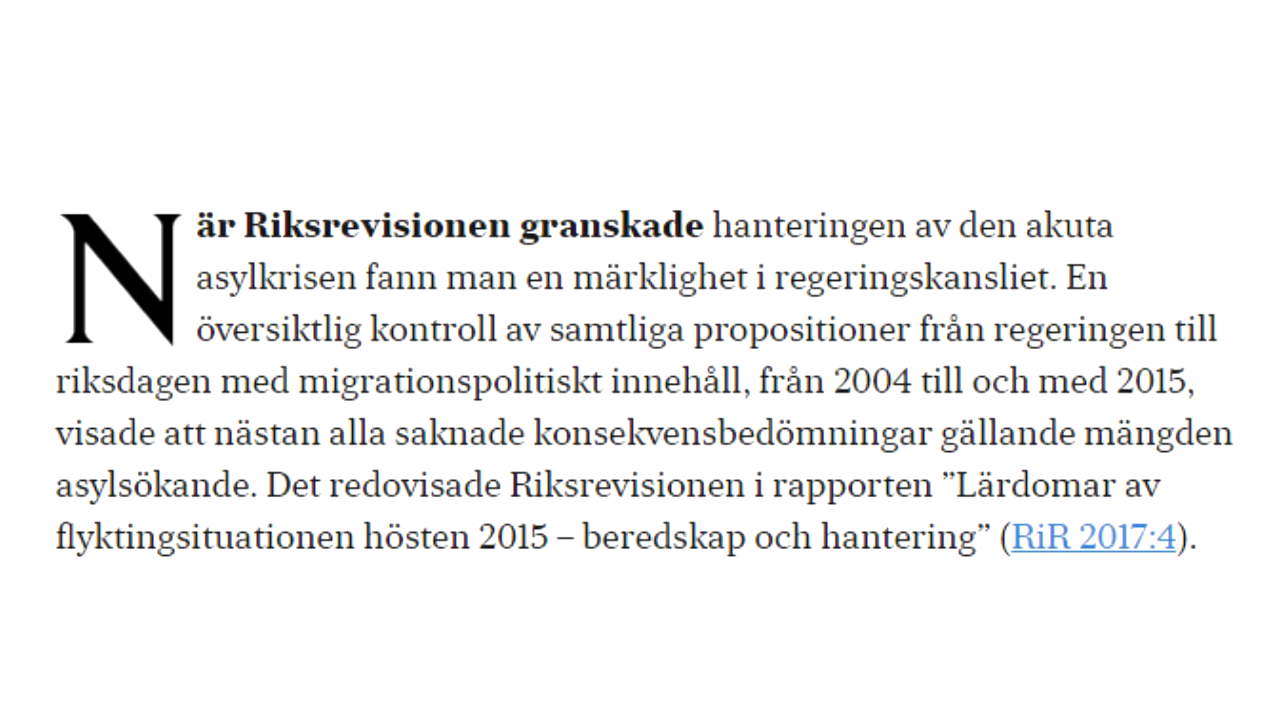 När Riksrevisionen granskade hanteringen av den akuta
asylkrisen fann man en märklighet i regeringskansliet. En
översiktlig kontroll av samtliga propositioner från regeringen till
riksdagen med migrationspolitiskt innehåll, från 2004 till och med 2015,
visade att nästan alla saknade konsekvensbedömningar gällande mängden
asylsökande. Det redovisade Riksrevisionen i rapporten ”Lärdomar av
flyktingsituationen hösten 2015 – beredskap och hantering” (RiR 2017:4).